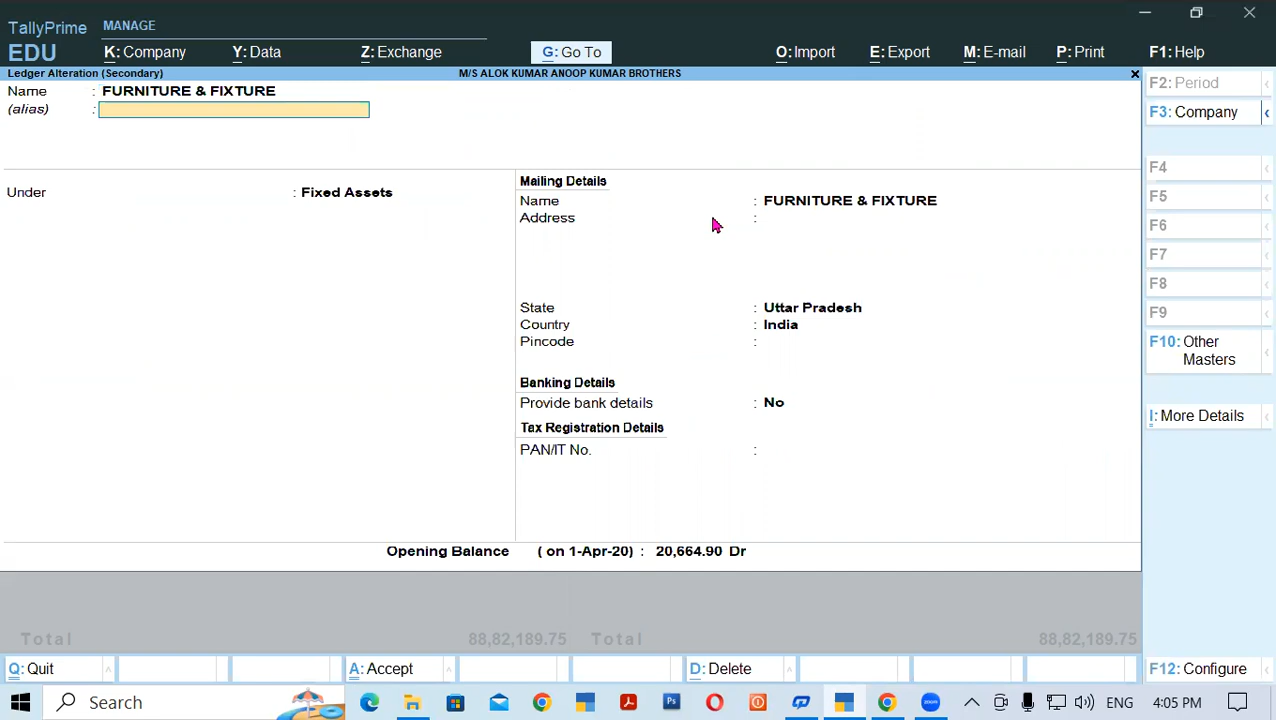 TallyPrime MANAGE
EDU K: Company Y: Data Z: Exchange G: Go To O: Import E: Export M: E-mail P: Print F1: Help
Ledger Alteration (Secondary) M/S ALOK KUMAR ANOOP KUMAR BROTHERS
Name : FURNITURE & FIXTURE
(alias) :
Under : Fixed Assets
Mailing Details
Name : FURNITURE & FIXTURE
Address :
State : Uttar Pradesh
Country : India
Pincode :
Banking Details
Provide bank details : No
Tax Registration Details
PAN/IT No. :
Opening Balance ( on 1-Apr-20) : 20,664.90 Dr
Total 88,82,189.75 Total 88,82,189.75
F2: Period
F3: Company
F4
F5
F6
F7
F8
F9
F10: Other
Masters
I: More Details
Q: Quit A: Accept D: Delete F12: Configure
Search ENG 4:05 PM